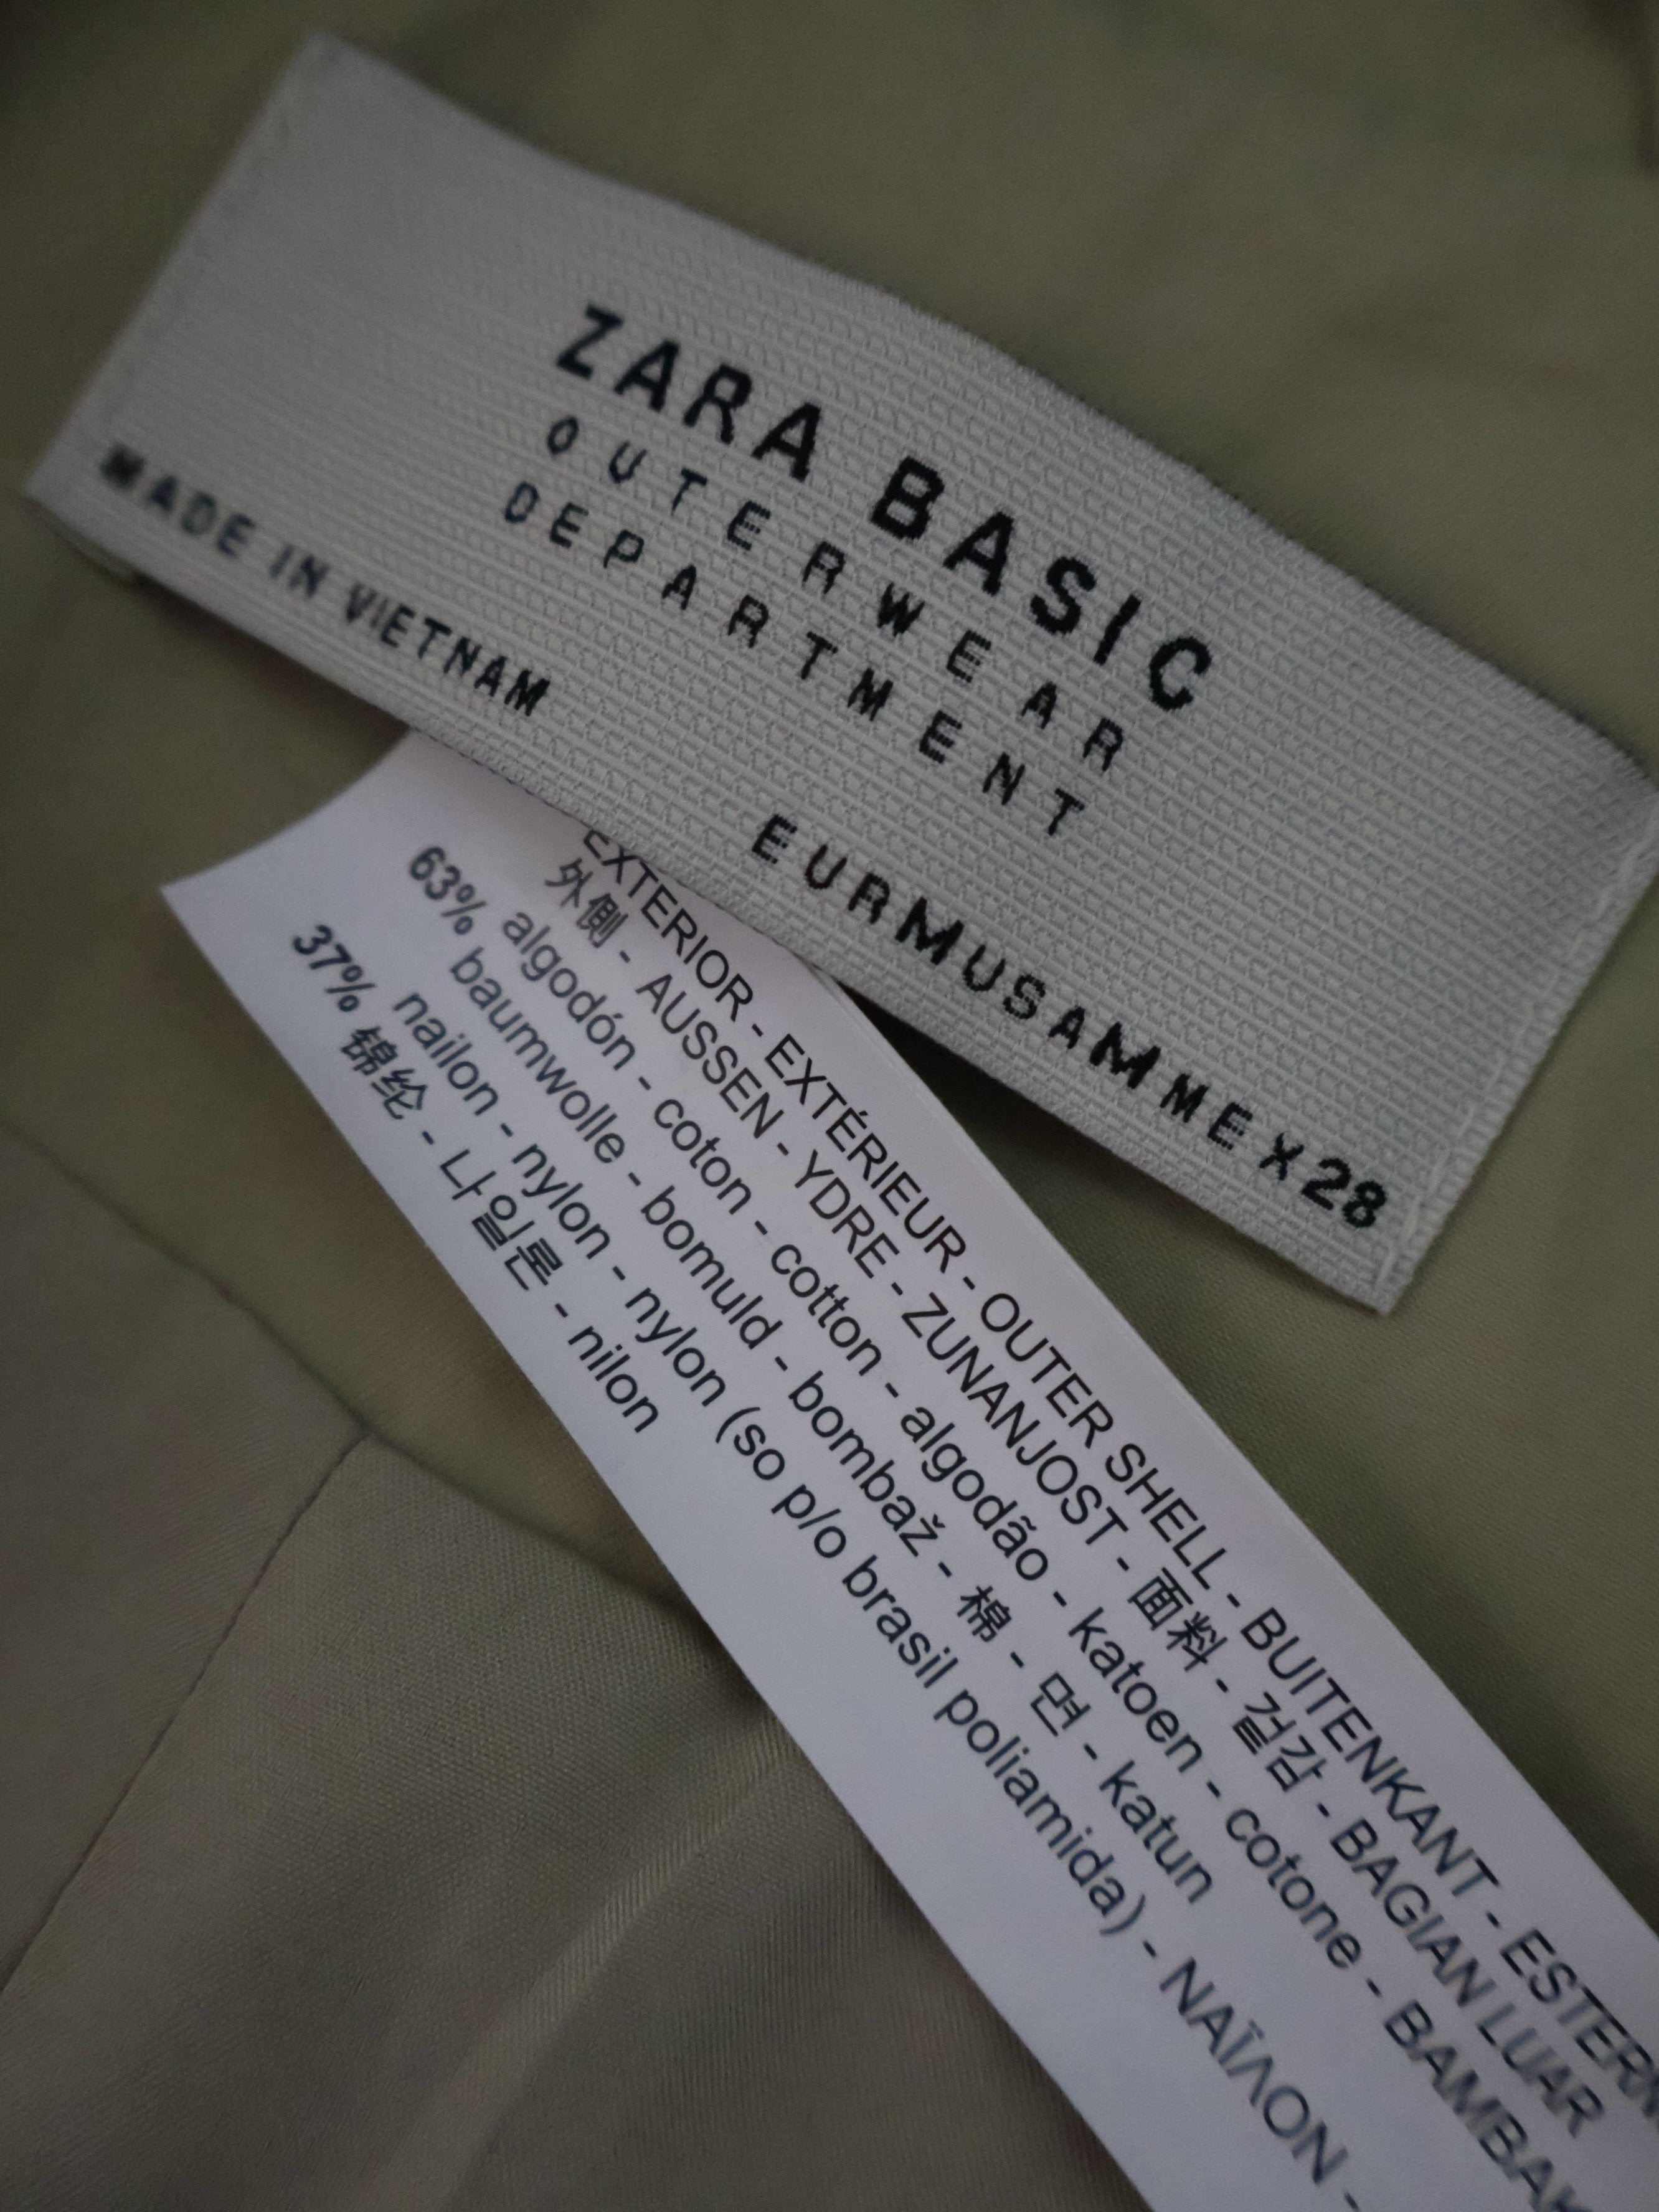 ZARA BASIC
OUTERWEAR
DEPARTMENT
MADE IN VIETNAM
EUR M USA M MEX 28
EXTERIOR - EXTÉRIEUR - OUTER SHELL - BUITENKANT - ESTERN
外側 - AUSSEN - YDRE - ZUNANJOST - 面料 - 겉감 - BAGIAN LUAR
63% algodón - coton - cotton - algodão - katoen - cotone - ΒΑΜΒΑΚ
baumwolle - bomuld - bombaž - 棉 - 면 - katun
37% nailon - nylon - nylon (so p/o brasil poliamida) - ΝΑΪΛΟΝ -
锦纶 - 나일론 - nilon